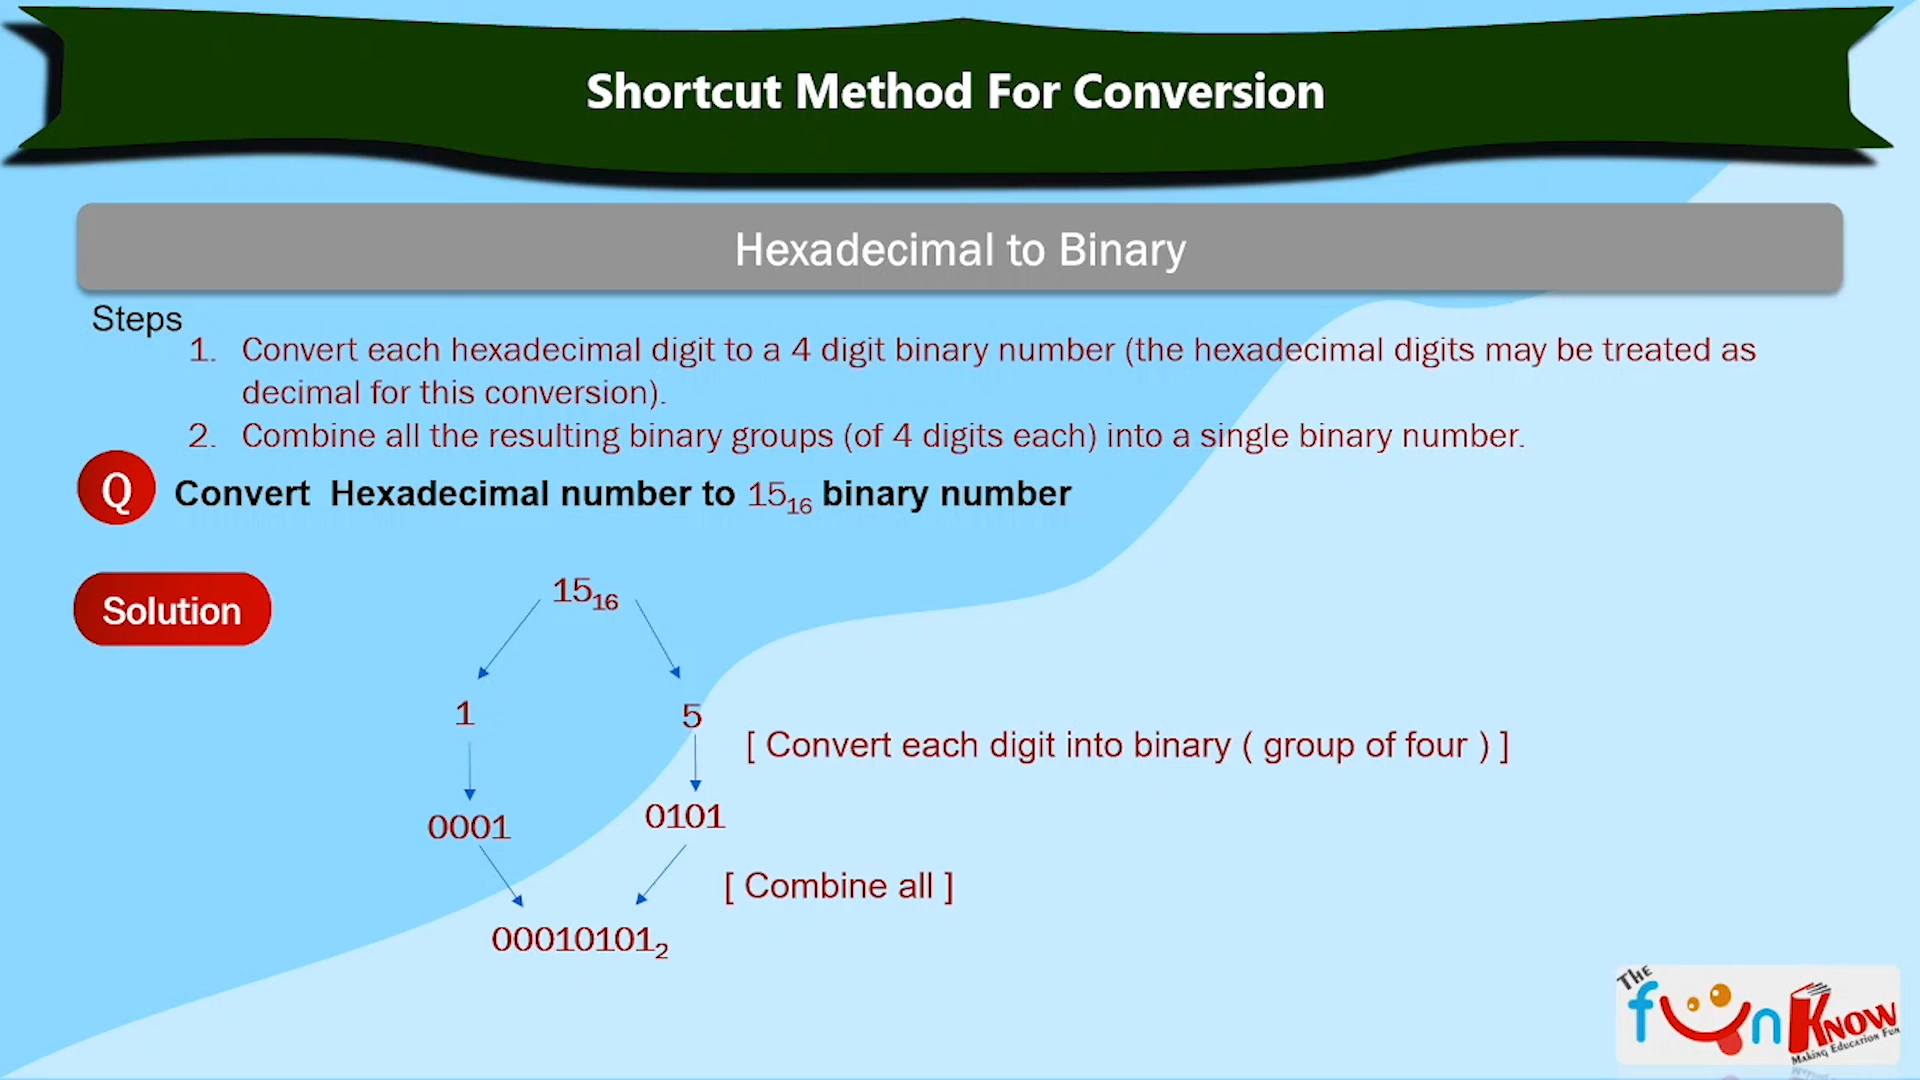 Shortcut Method For Conversion
Hexadecimal to Binary
Steps
1. Convert each hexadecimal digit to a 4 digit binary number (the hexadecimal digits may be treated as
decimal for this conversion).
2. Combine all the resulting binary groups (of 4 digits each) into a single binary number.
Q Convert Hexadecimal number to 15₁₆ binary number
Solution
15₁₆
1 5
[ Convert each digit into binary ( group of four ) ]
0001 0101
[ Combine all ]
00010101₂
The
fun Know
Making Education Fun